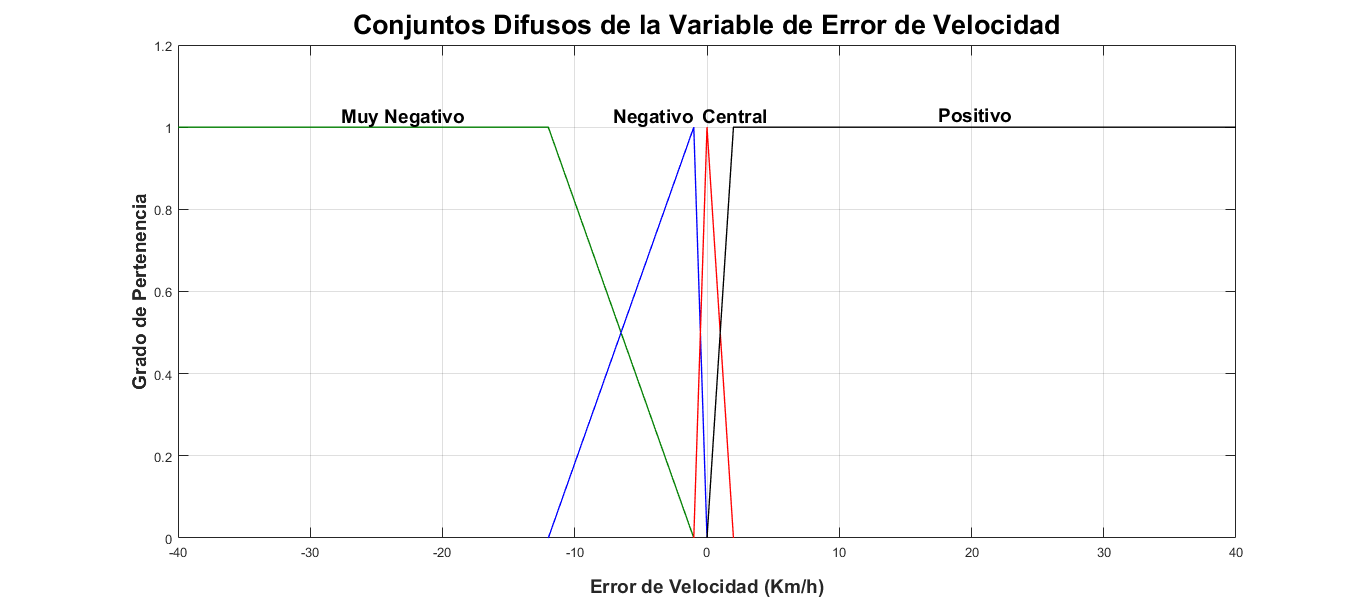 Conjuntos Difusos de la Variable de Error de Velocidad
1.2
Muy Negativo Negativo Central Positivo
1
0.8
0.6
0.4
0.2
0
Grado de Pertenencia
-40 -30 -20 -10 0 10 20 30 40
Error de Velocidad (Km/h)